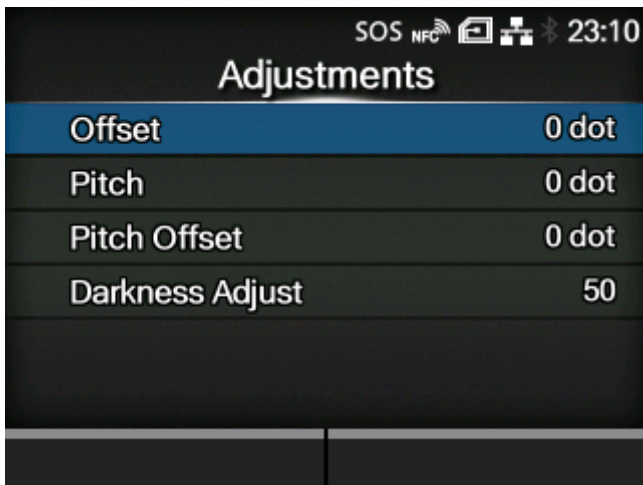 SOS NFC 23:10
Adjustments
Offset 0 dot
Pitch 0 dot
Pitch Offset 0 dot
Darkness Adjust 50